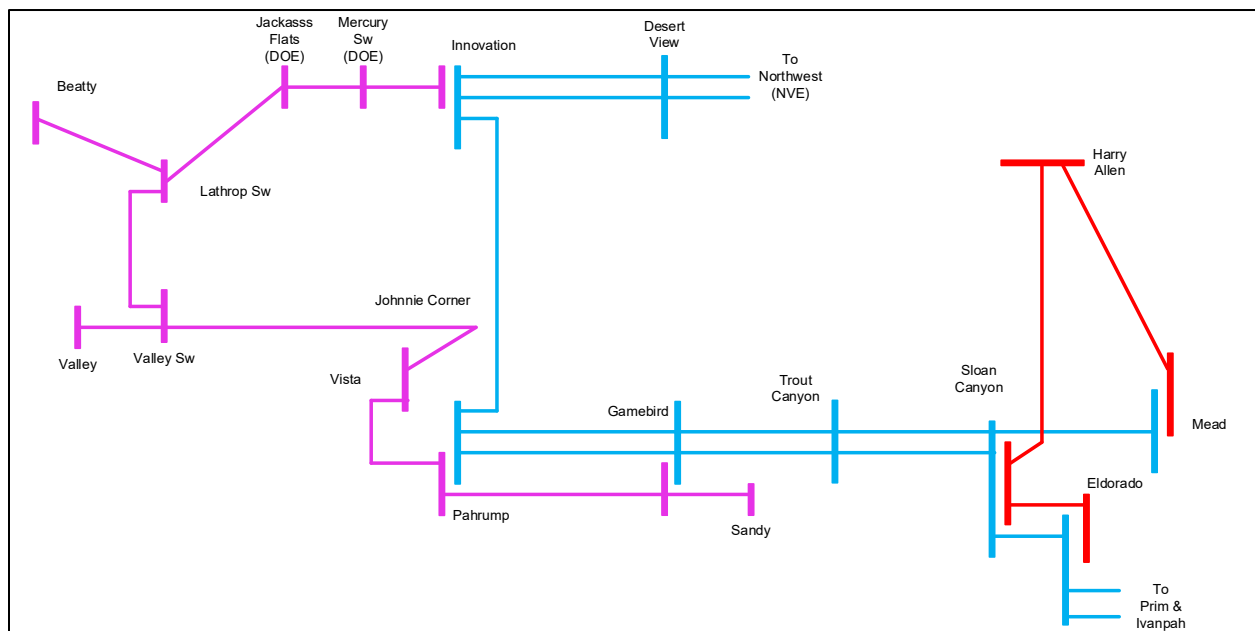 Jackasss
Flats
(DOE)
Mercury
Sw
(DOE)
Innovation
Desert
View
To
Northwest
(NVE)
Beatty
Harry
Allen
Lathrop Sw
Johnnie Corner
Valley
Valley Sw
Vista
Gamebird
Trout
Canyon
Sloan
Canyon
Mead
Eldorado
Pahrump
Sandy
To
Prim &
Ivanpah